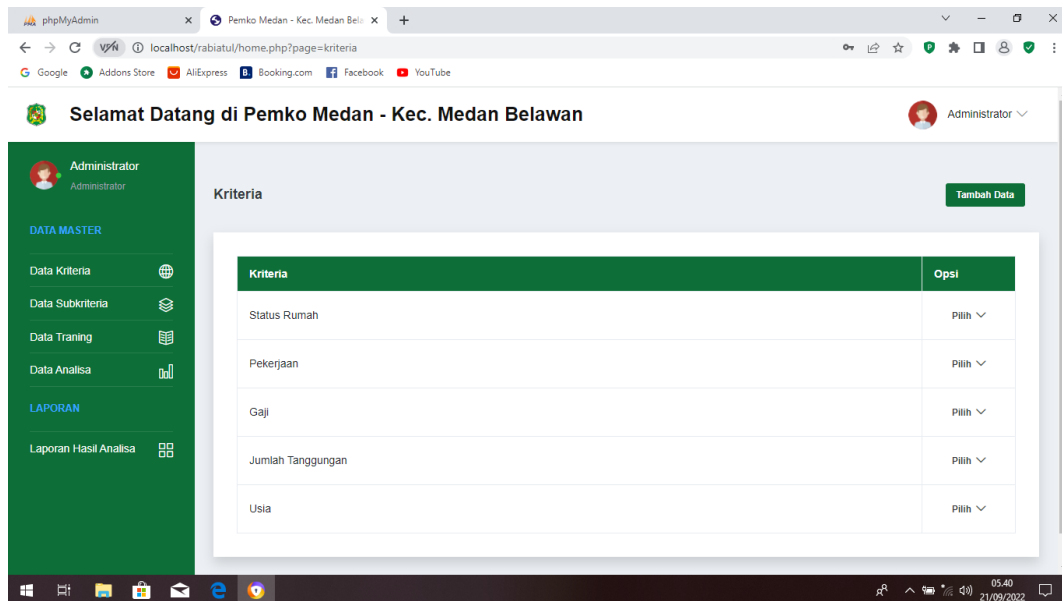 phpMyAdmin
Pemko Medan - Kec. Medan Bela
VPN localhost/rabiatul/home.php?page=kriteria
Google Addons Store AliExpress B. Booking.com Facebook YouTube
Selamat Datang di Pemko Medan - Kec. Medan Belawan
Administrator
Administrator
Administrator
DATA MASTER
Data Kriteria
Data Subkriteria
Data Traning
Data Analisa
LAPORAN
Laporan Hasil Analisa
Kriteria
Tambah Data
Kriteria Opsi
Status Rumah Pilih
Pekerjaan Pilih
Gaji Pilih
Jumlah Tanggungan Pilih
Usia Pilih
05.40
21/09/2022